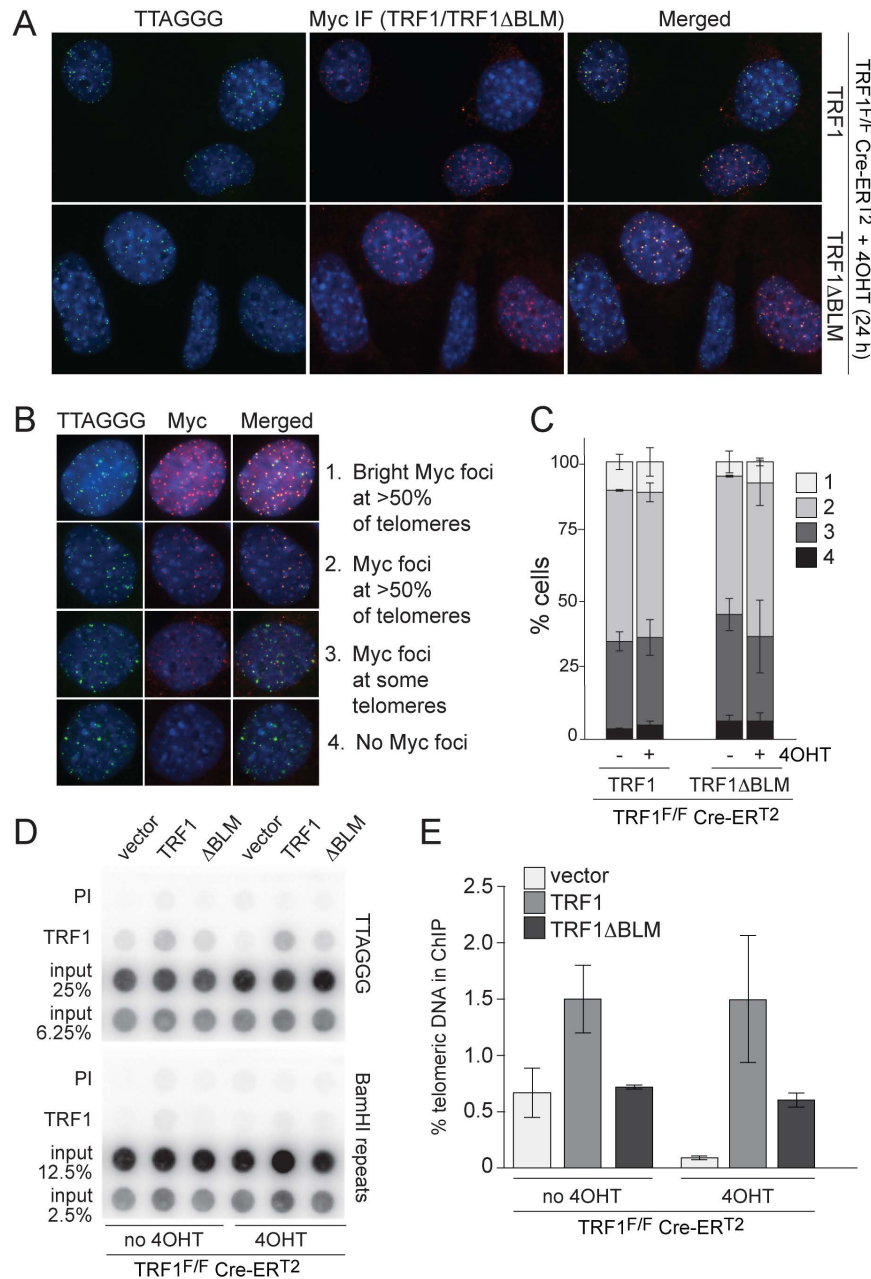 A
TTAGGG
Myc IF (TRF1/TRF1ΔBLM)
Merged
TRF1
TRF1ΔBLM
TRF1F/F Cre-ERT2 + 4OHT (24 h)
B
TTAGGG
Myc
Merged
1. Bright Myc foci
at >50%
of telomeres
2. Myc foci
at >50%
of telomeres
3. Myc foci
at some
telomeres
4. No Myc foci
C
% cells
100
75
50
25
0
1
2
3
4
- + - + 4OHT
TRF1 TRF1ΔBLM
TRF1F/F Cre-ERT2
D
vector TRF1 ΔBLM vector TRF1 ΔBLM
PI
TRF1
input
25%
input
6.25%
TTAGGG
PI
TRF1
input
12.5%
input
2.5%
BamHI repeats
no 4OHT 4OHT
TRF1F/F Cre-ERT2
E
vector
TRF1
TRF1ΔBLM
% telomeric DNA in ChIP
2.5
2.0
1.5
1.0
0.5
0
no 4OHT 4OHT
TRF1F/F Cre-ERT2